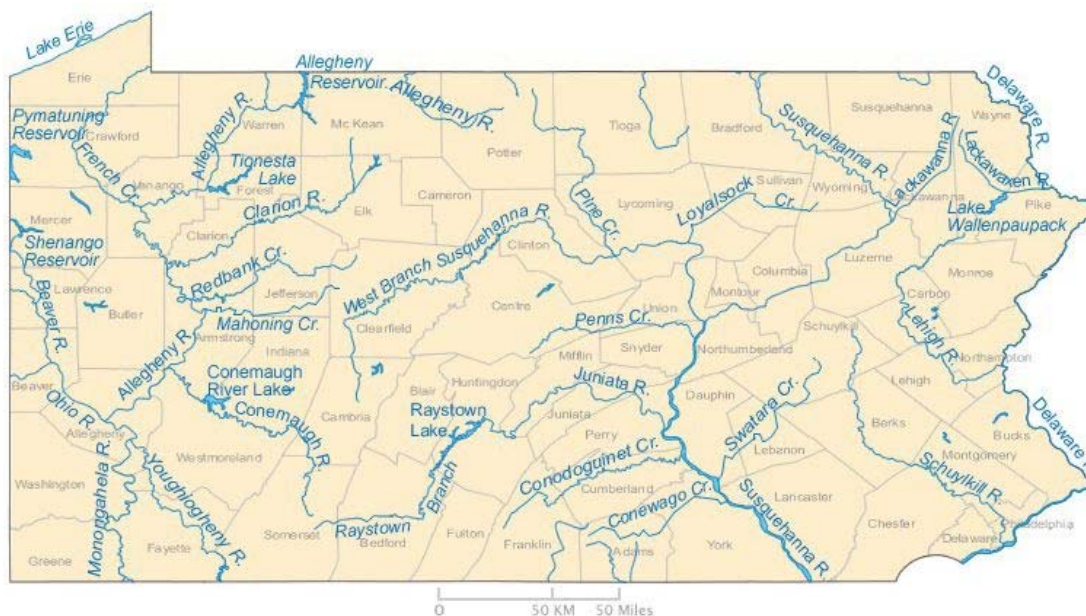 Lake Erie
Erie
Allegheny
Reservoir
Allegheny R.
Pymatuning
Reservoir
Crawford
French Cr.
Allegheny R.
Warren
Mc Kean
Potter
Tioga
Bradford
Susquehanna R.
Susquehanna
Wayne
Delaware R.
Lackawanna R.
Lackawaxen R.
Tionesta
Lake
Venango
Forest
Clarion R.
Elk
Cameron
Pine Cr.
Lycoming
Sullivan
Wyoming
Lackawanna
Pike
Loyalsock
Cr.
Lake
Wallenpaupack
Mercer
Shenango
Reservoir
Clarion
West Branch Susquehanna R.
Clinton
Columbia
Luzerne
Monroe
Lawrence
Redbank Cr.
Jefferson
Beaver R.
Butler
Mahoning Cr.
Clearfield
Centre
Union
Montour
Carbon
Lehigh R.
Penns Cr.
Snyder
Northumberland
Schuylkill
Northampton
Armstrong
Indiana
Mifflin
Allegheny R.
Beaver
Ohio R.
Conemaugh
River Lake
Conemaugh R.
Blair
Huntingdon
Juniata R.
Lehigh
Dauphin
Swatara Cr.
Delaware
Allegheny
Cambria
Raystown
Lake
Juniata
Perry
Berks
Bucks
Westmoreland
Lebanon
Montgomery
Conodoguinet Cr.
Cumberland
Schuylkill R.
Washington
Monongahela R.
Youghiogheny R.
Raystown
Branch
Conewago Cr.
Susquehanna R.
Lancaster
Philadelphia
Greene
Fayette
Somerset
Bedford
Fulton
Franklin
Adams
York
Chester
Delaware
0 50 KM 50 Miles